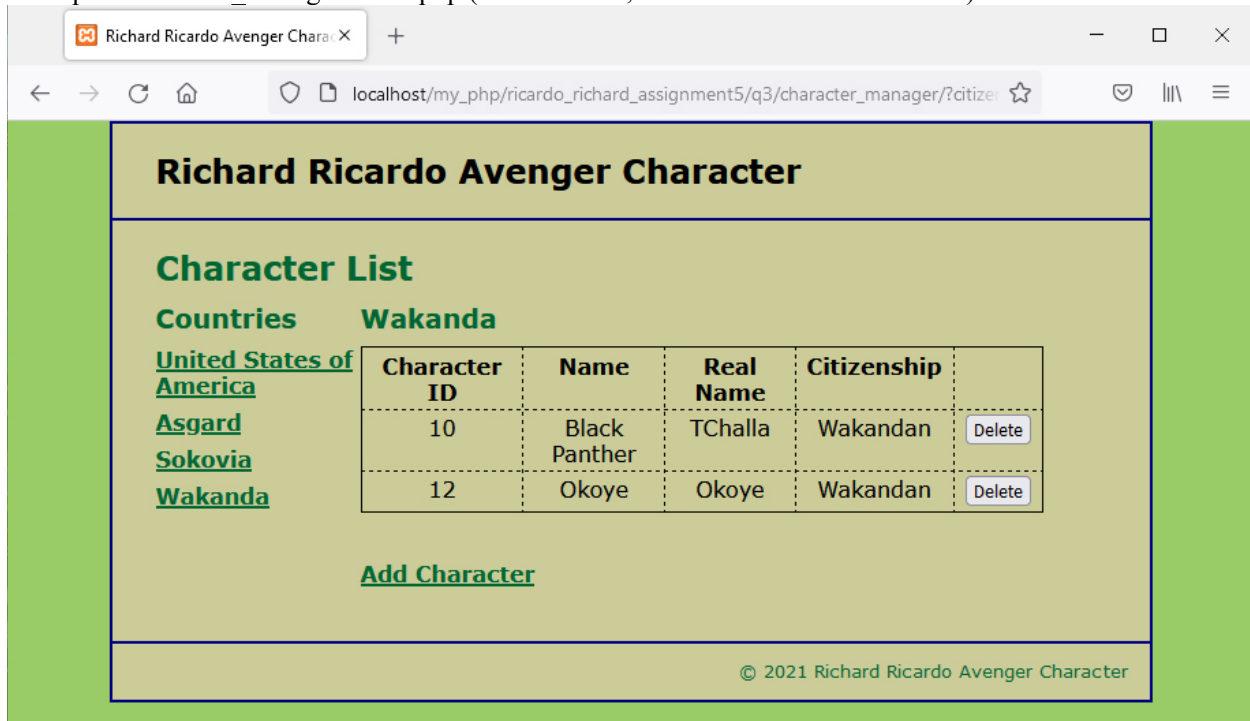 Richard Ricardo Avenger Charac
localhost/my_php/ricardo_richard_assignment5/q3/character_manager/?citizen
Richard Ricardo Avenger Character
Character List
Countries
United States of
America
Asgard
Sokovia
Wakanda
Wakanda
Character ID Name Real Name Citizenship
10 Black Panther TChalla Wakandan Delete
12 Okoye Okoye Wakandan Delete
Add Character
© 2021 Richard Ricardo Avenger Character